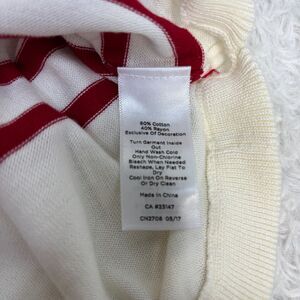 60% Cotton
40% Rayon
Exclusive Of Decoration
Turn Garment Inside
Out
Hand Wash Cold
Only Non-Chlorine
Bleach When Needed
Reshape, Lay Flat To
Dry
Cool Iron On Reverse
Or Dry Clean
Made In China
CA #33147
CN2706 05/17